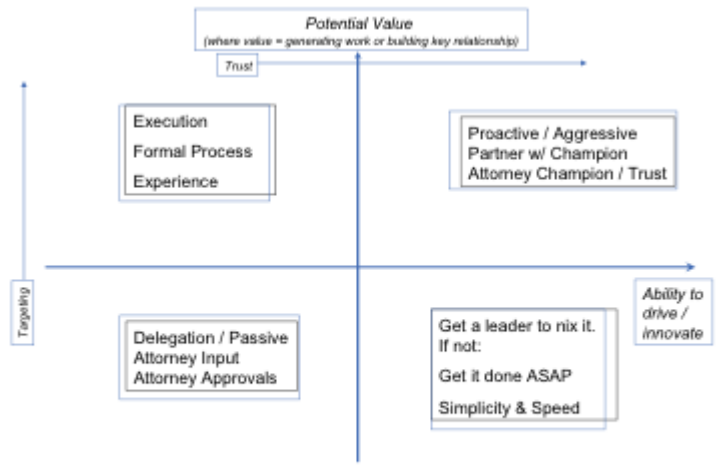 Potential Value
(where value = generating work or building key relationship)
Trust
Execution
Formal Process
Experience
Proactive / Aggressive
Partner w/ Champion
Attorney Champion / Trust
Targeting
Ability to
drive /
innovate
Delegation / Passive
Attorney Input
Attorney Approvals
Get a leader to nix it.
If not:
Get it done ASAP
Simplicity & Speed